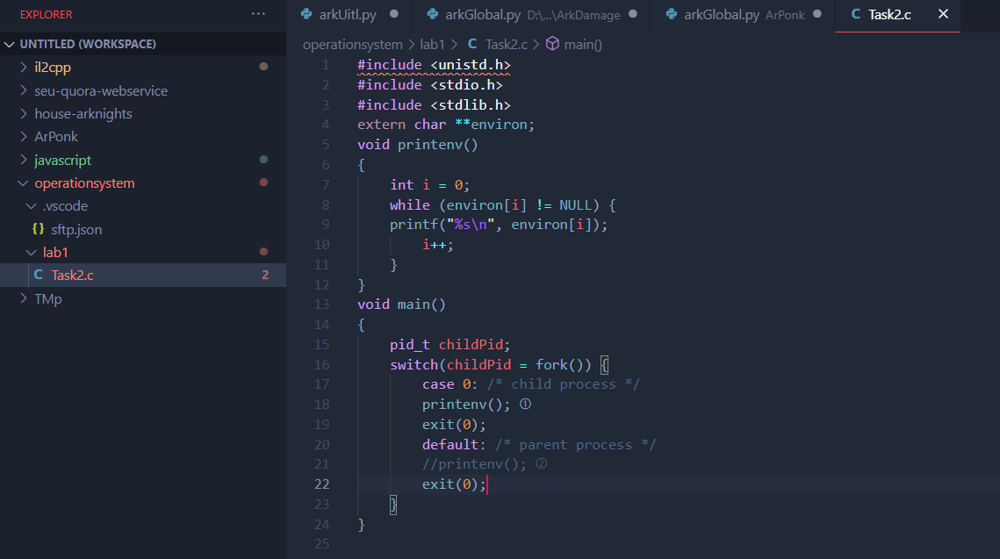 EXPLORER ...
UNTITLED (WORKSPACE)
il2cpp
seu-quora-webservice
house-arknights
ArPonk
javascript
operationsystem
.vscode
{} sftp.json
lab1
C Task2.c 2
TMp
arkUitl.py arkGlobal.py D:\...\ArkDamage arkGlobal.py ArPonk C Task2.c
operationsystem > lab1 > C Task2.c > main()
1 #include <unistd.h>
2 #include <stdio.h>
3 #include <stdlib.h>
4 extern char **environ;
5 void printenv()
6 {
7 int i = 0;
8 while (environ[i] != NULL) {
9 printf("%s\n", environ[i]);
10 i++;
11 }
12 }
13 void main()
14 {
15 pid_t childPid;
16 switch(childPid = fork()) {
17 case 0: /* child process */
18 printenv(); ①
19 exit(0);
20 default: /* parent process */
21 //printenv(); ②
22 exit(0);
23 }
24 }
25